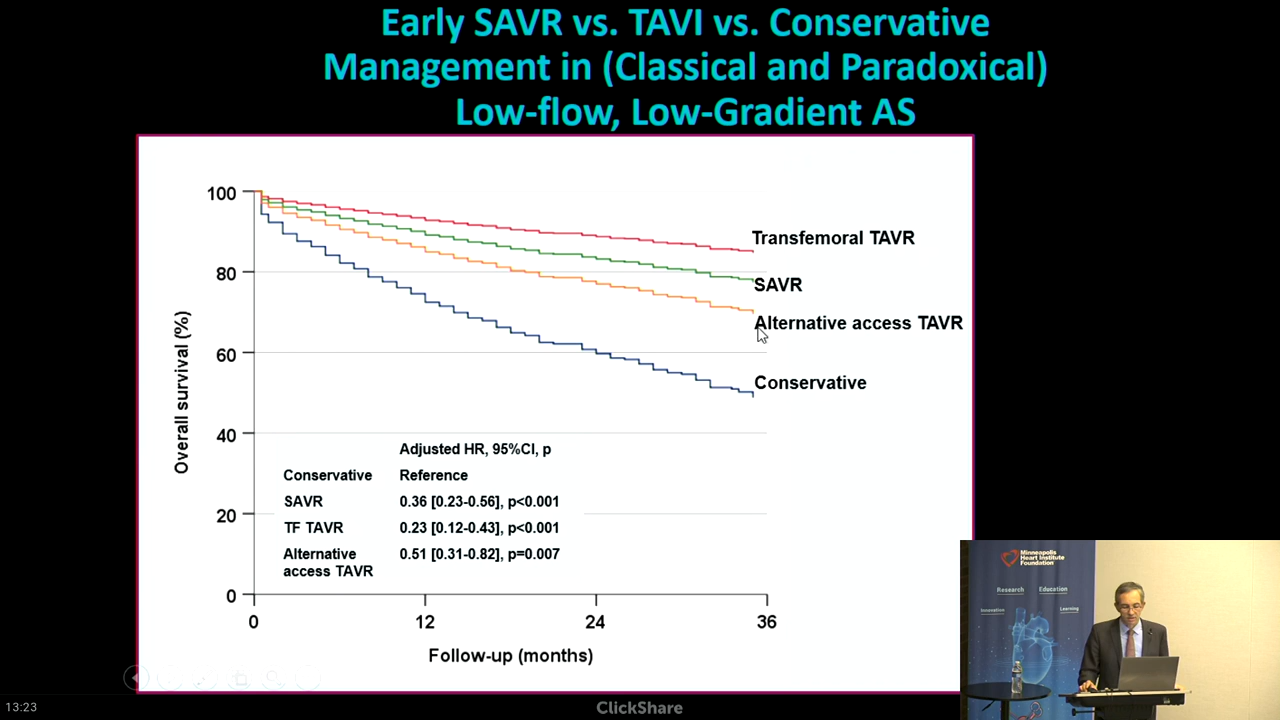 Early SAVR vs. TAVI vs. Conservative
Management in (Classical and Paradoxical)
Low-flow, Low-Gradient AS
100
80
60
40
20
0
Overall survival (%)
Transfemoral TAVR
SAVR
Alternative access TAVR
Conservative
Adjusted HR, 95%CI, p
Conservative Reference
SAVR 0.36 [0.23-0.56], p<0.001
TF TAVR 0.23 [0.12-0.43], p<0.001
Alternative 0.51 [0.31-0.82], p=0.007
access TAVR
0 12 24 36
Follow-up (months)
Minneapolis
Heart Institute
Foundation
Research Education
Innovation Learning
13:23
ClickShare